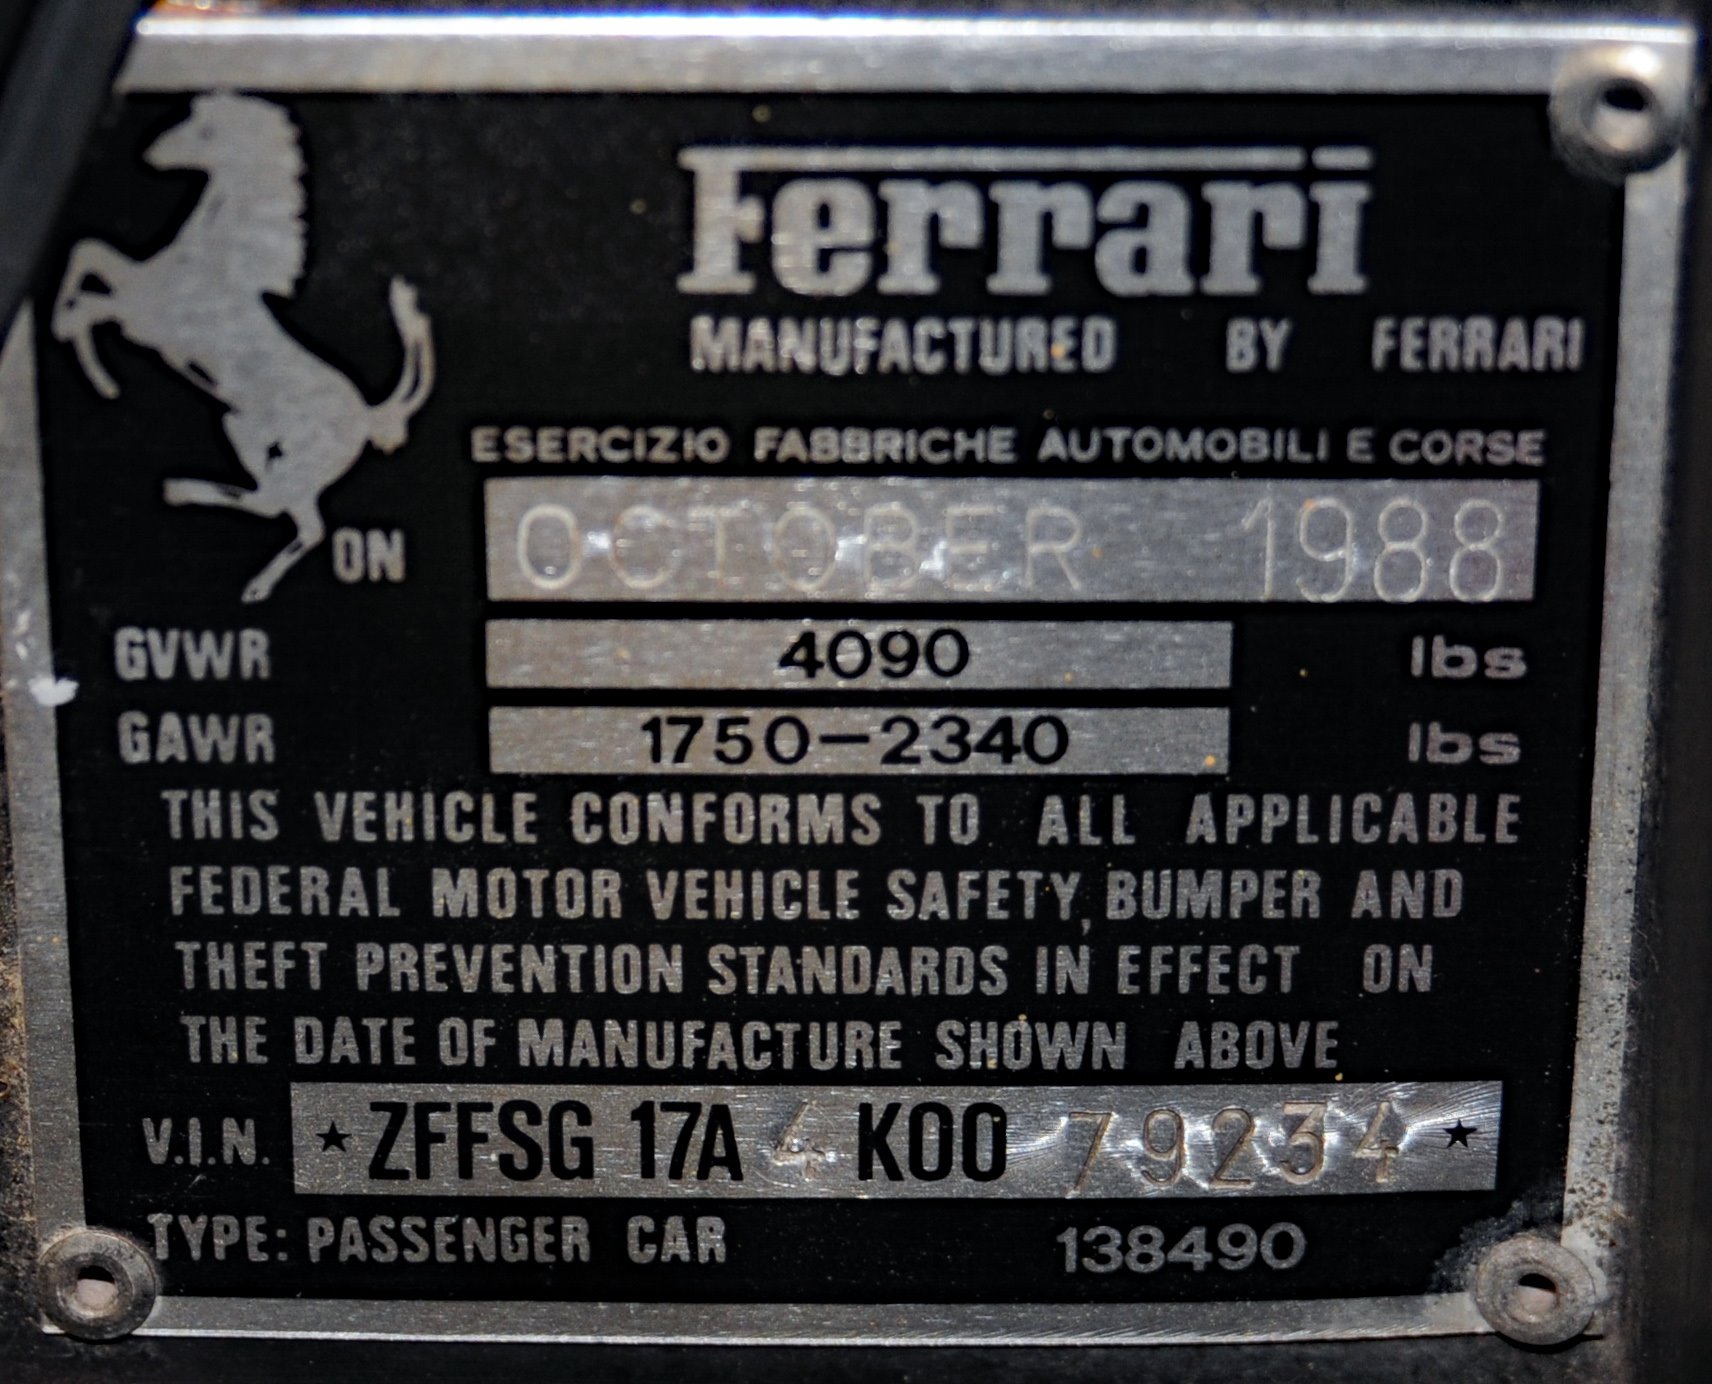 Ferrari
MANUFACTURED BY FERRARI
ESERCIZIO FABBRICHE AUTOMOBILI E CORSE
ON OCTOBER 1988
GVWR 4090 lbs
GAWR 1750-2340 lbs
THIS VEHICLE CONFORMS TO ALL APPLICABLE
FEDERAL MOTOR VEHICLE SAFETY, BUMPER AND
THEFT PREVENTION STANDARDS IN EFFECT ON
THE DATE OF MANUFACTURE SHOWN ABOVE
V.I.N. ★ZFFSG 17A 4 K00 79234★
TYPE: PASSENGER CAR 138490